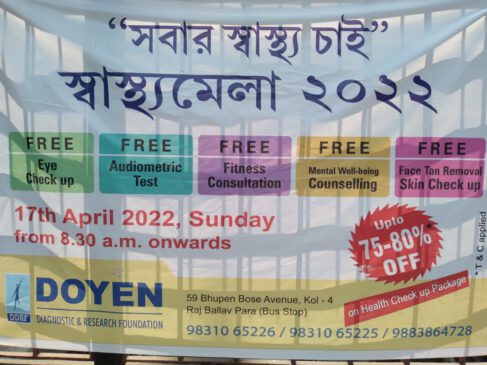 “সবার স্বাস্থ্য চাই”
স্বাস্থ্যমেলা ২০২২
FREE
Eye
Check up
FREE
Audiometric
Test
FREE
Fitness
Consultation
FREE
Mental Well-being
Counselling
FREE
Face Tan Removal
Skin Check up
17th April 2022, Sunday
from 8.30 a.m. onwards
Upto
75-80%*
OFF
on Health Check up Package
* T & C applied
DDRF
DOYEN
DIAGNOSTIC & RESEARCH FOUNDATION
59 Bhupen Bose Avenue, Kol - 4
Raj Ballav Para (Bus Stop)
98310 65226 / 98310 65225 / 9883864728